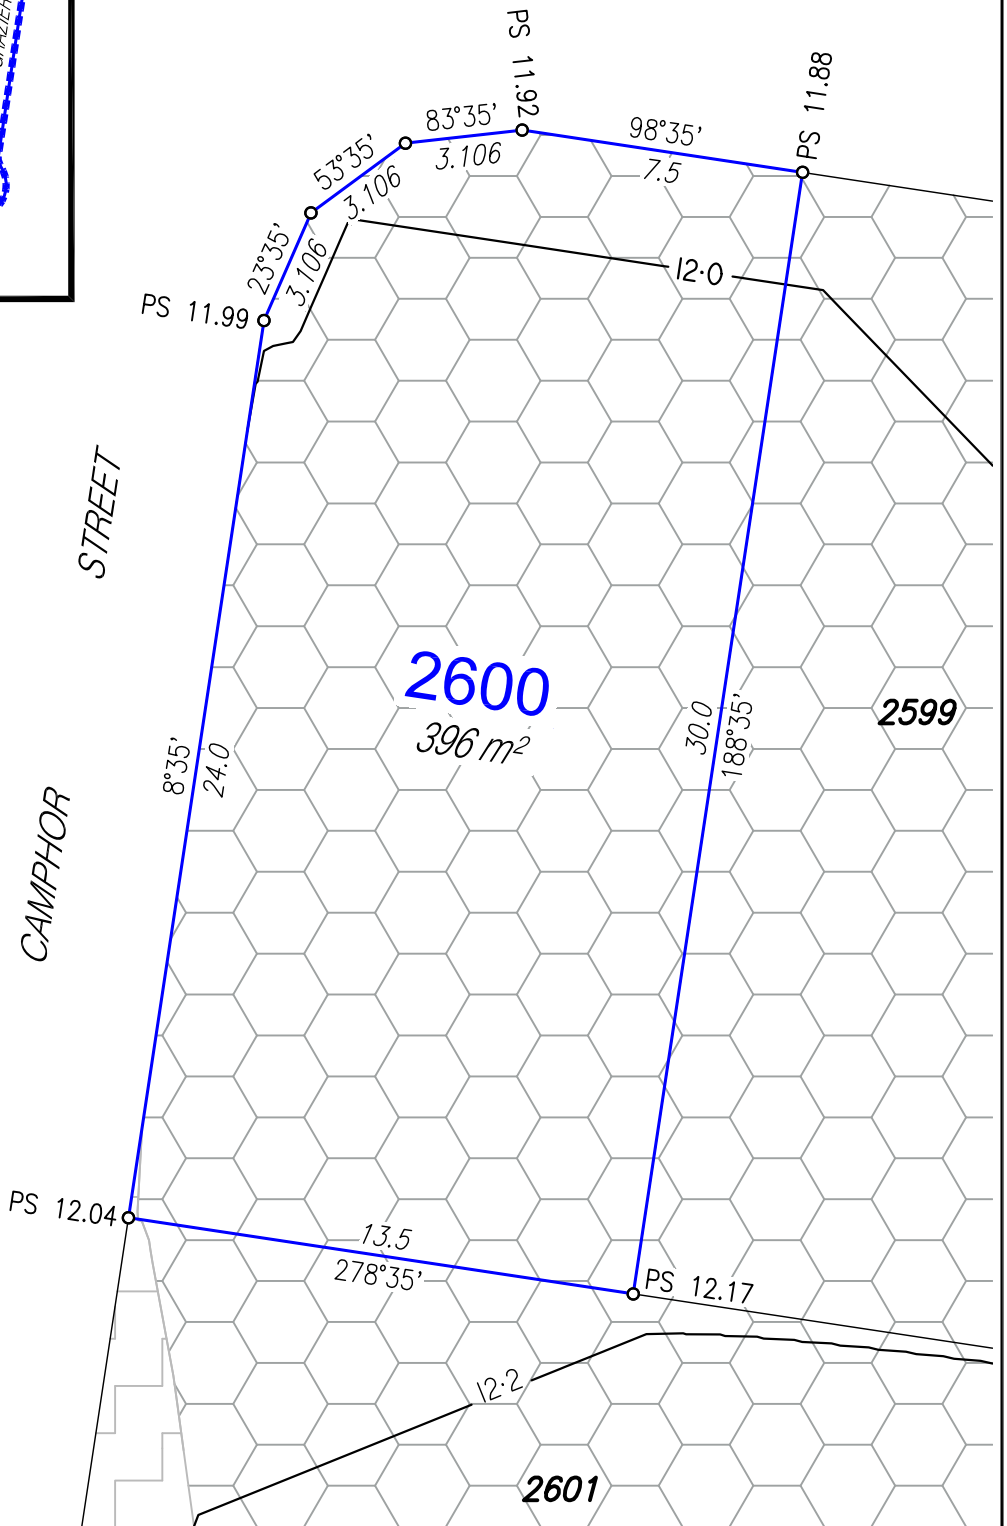 PS 11.92
PS 11.88
83°35'
3.106
98°35'
7.5
53°35'
3.106
23°35'
3.106
PS 11.99
12·0
STREET
2600
396 m²
2599
30.0
188°35'
8°35'
24.0
CAMPHOR
PS 12.04
13.5
278°35'
PS 12.17
12·2
2601